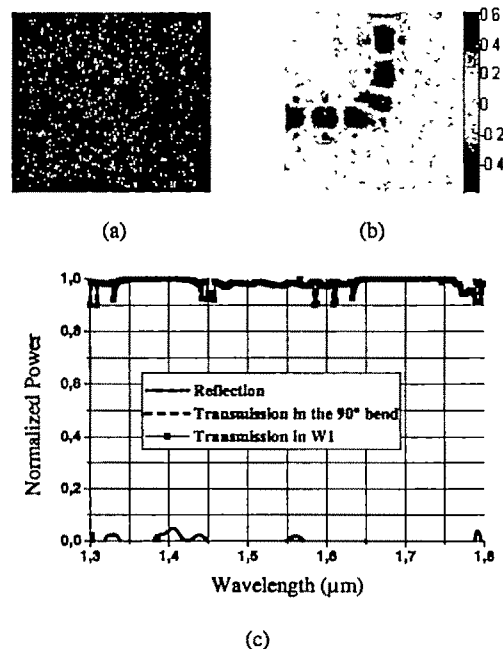 0 6
0 4
0 2
0
-0 2
-0 4
(a)
(b)
1,0
0,8
0,6
0,4
0,2
0,0
Normalized Power
Reflection
Transmission in the 90° bend
Transmission in W1
1,3
1,4
1,5
1,6
1,7
1,8
Wavelength (µm)
(c)